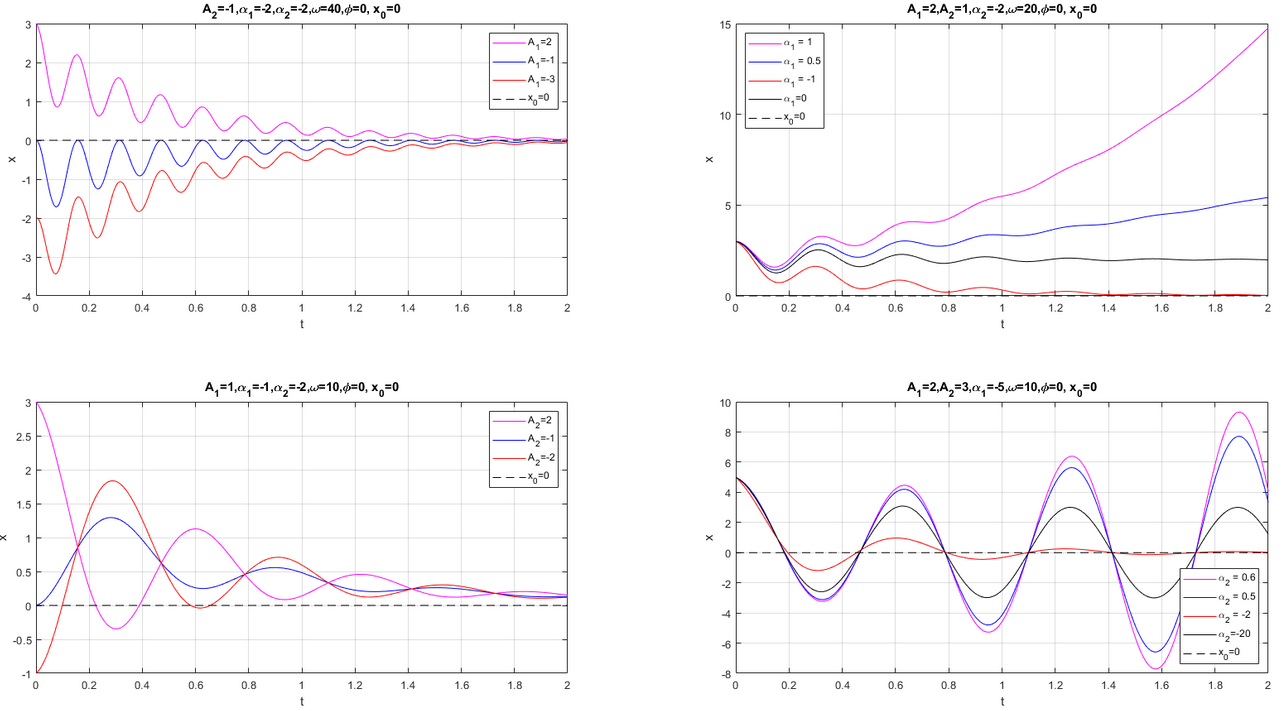 A₂=-1,α₁=-2,α₂=-2,ω=40,ϕ=0, x₀=0
3
2
1
0
-1
-2
-3
-4
x
0 0.2 0.4 0.6 0.8 1 1.2 1.4 1.6 1.8 2
t
A₁=2
A₁=-1
A₁=-3
x₀=0
A₁=2,A₂=1,α₂=-2,ω=20,ϕ=0, x₀=0
15
10
5
0
x
0 0.2 0.4 0.6 0.8 1 1.2 1.4 1.6 1.8 2
t
α₁ = 1
α₁ = 0.5
α₁ = -1
α₁=0
x₀=0
A₁=1,α₁=-1,α₂=-2,ω=10,ϕ=0, x₀=0
3
2.5
2
1.5
1
0.5
0
-0.5
-1
x
0 0.2 0.4 0.6 0.8 1 1.2 1.4 1.6 1.8 2
t
A₂=2
A₂=-1
A₂=-2
x₀=0
A₁=2,A₂=3,α₁=-5,ω=10,ϕ=0, x₀=0
10
8
6
4
2
0
-2
-4
-6
-8
x
0 0.2 0.4 0.6 0.8 1 1.2 1.4 1.6 1.8 2
t
α₂ = 0.6
α₂ = 0.5
α₂ = -2
α₂=-20
x₀=0